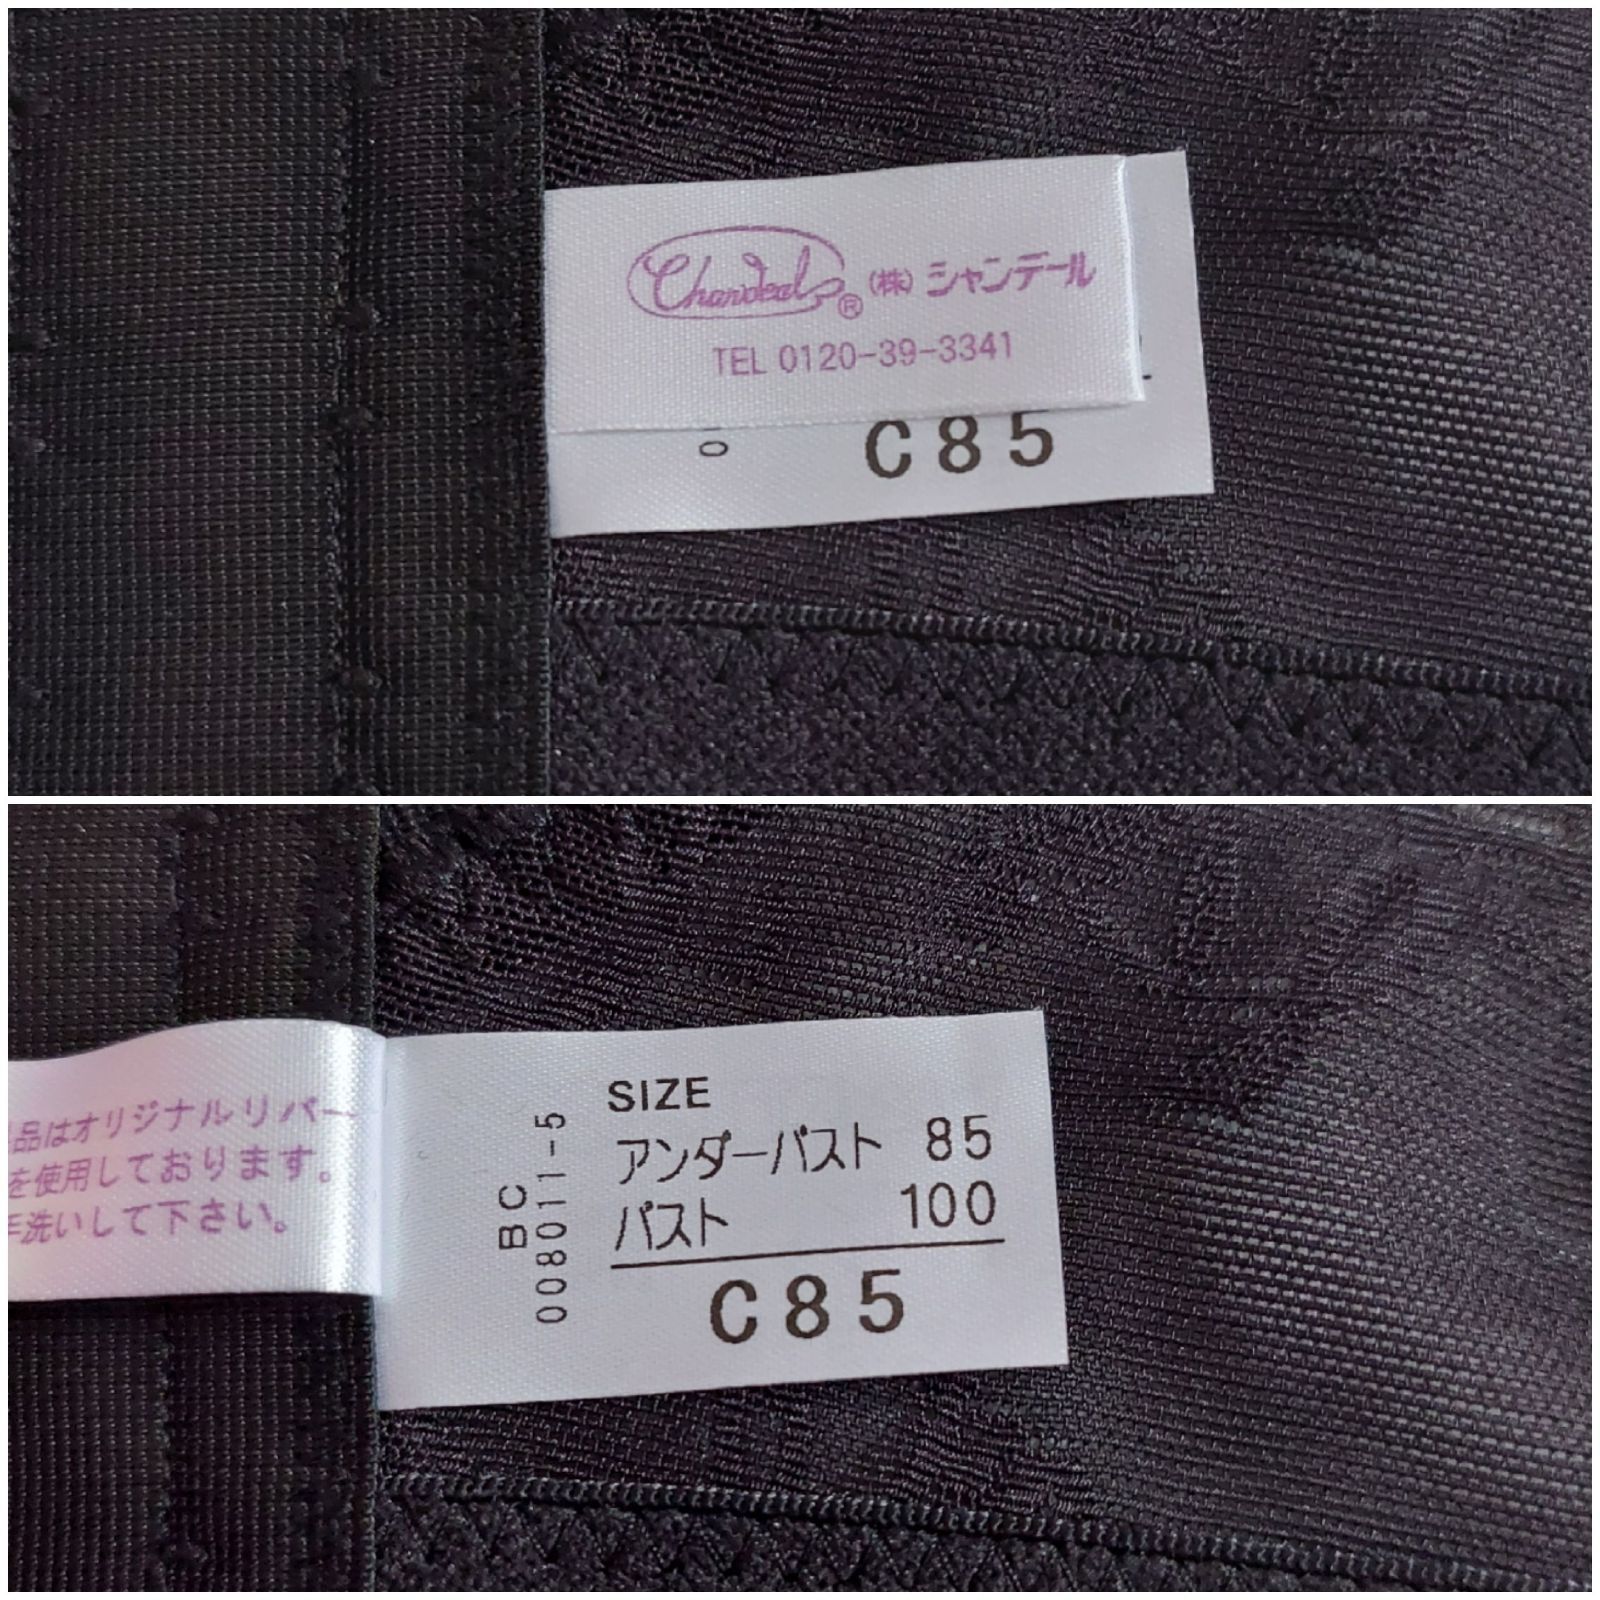 Chandeal® (株)シャンデール
TEL 0120-39-3341
C85
品はオリジナルリバー
を使用しております。
手洗いして下さい。
BC
008011-5
SIZE
アンダーバスト 85
バスト 100
C85